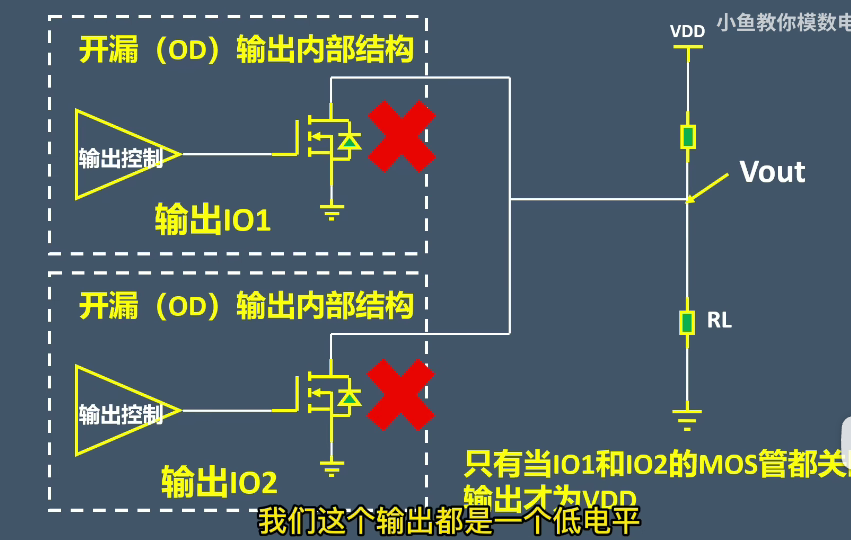 小鱼教你模数电
VDD
开漏（OD）输出内部结构
输出控制
输出IO1
Vout
开漏（OD）输出内部结构
输出控制
输出IO2
RL
只有当IO1和IO2的MOS管都关
输出才为VDD
我们这个输出都是一个低电平